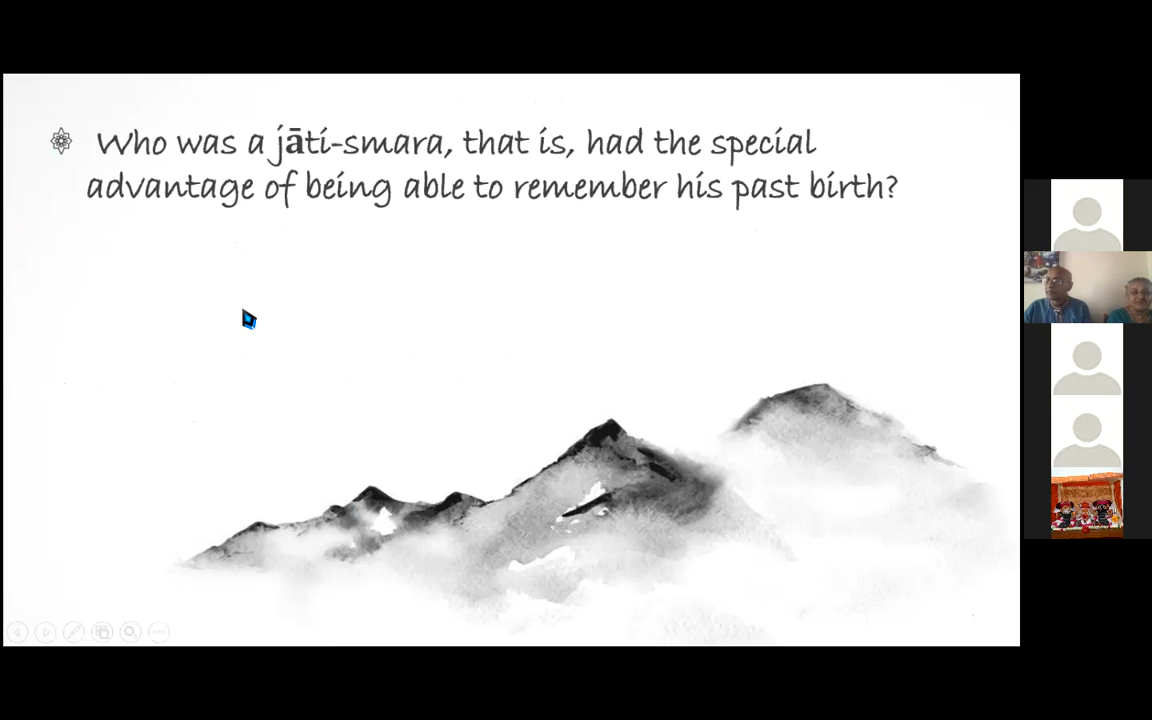 Who was a jāti-smara, that is, had the special
advantage of being able to remember his past birth?